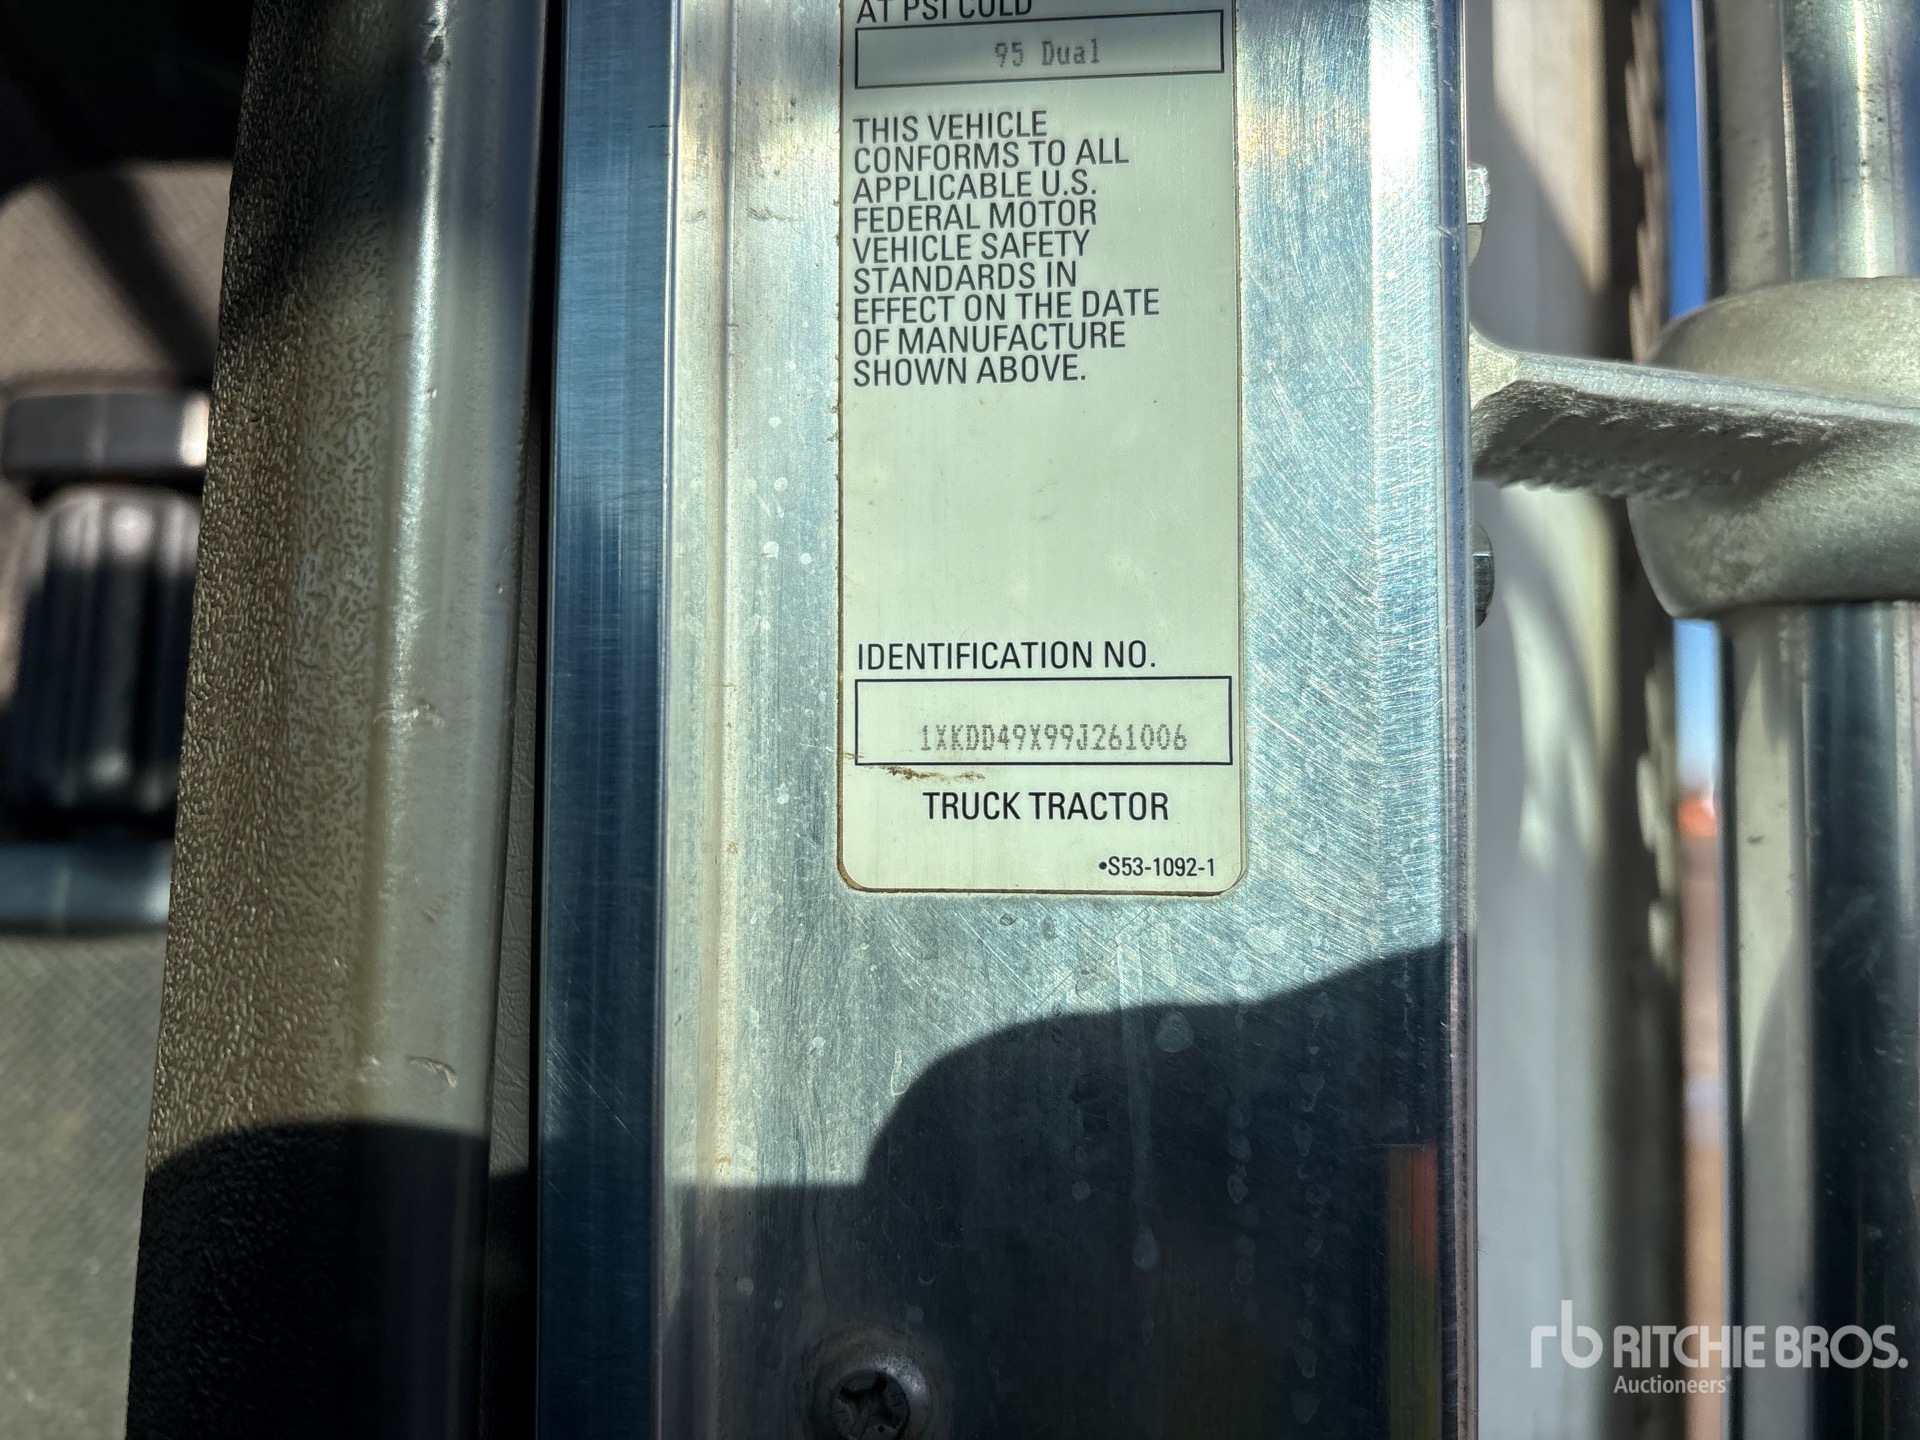 AT PSI COLD
95 Dual
THIS VEHICLE
CONFORMS TO ALL
APPLICABLE U.S.
FEDERAL MOTOR
VEHICLE SAFETY
STANDARDS IN
EFFECT ON THE DATE
OF MANUFACTURE
SHOWN ABOVE.
IDENTIFICATION NO.
1XKDD49X99J261006
TRUCK TRACTOR
•S53-1092-1
rb RITCHIE BROS.
Auctioneers